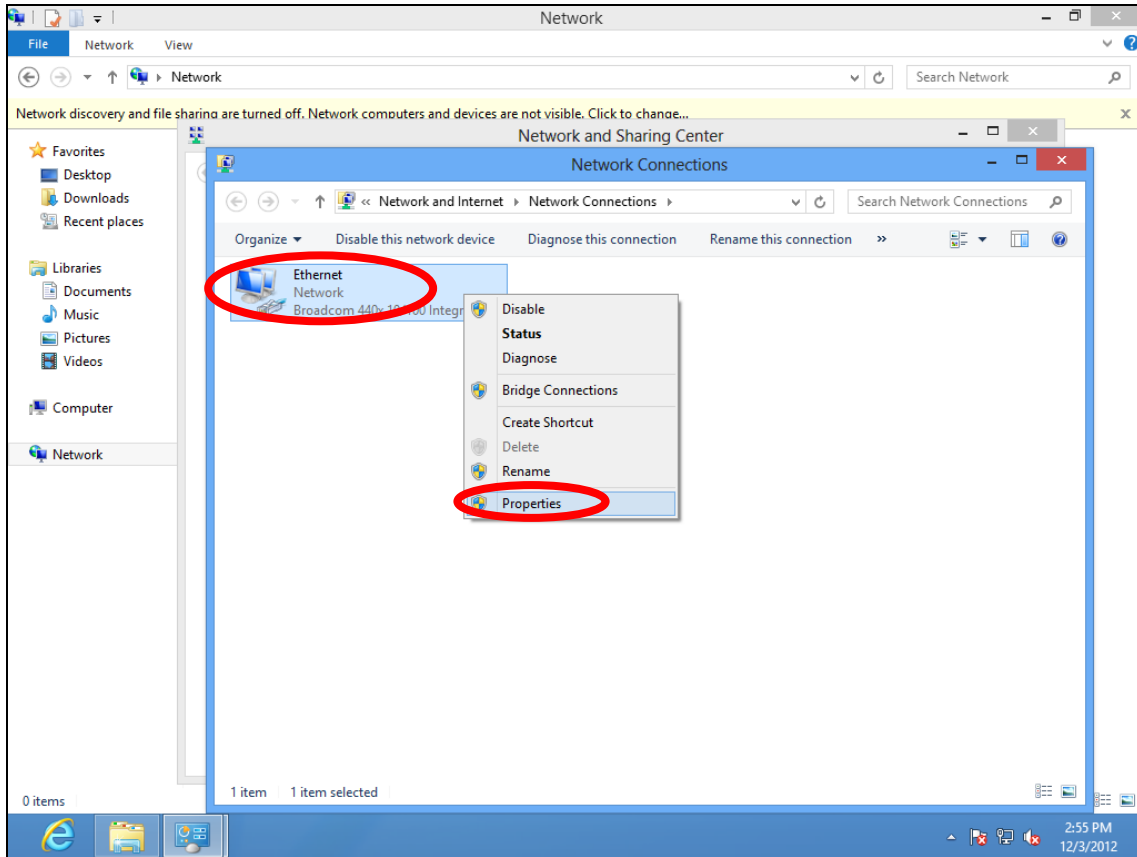 Network
File Network View
Network
Search Network
Network discovery and file sharing are turned off. Network computers and devices are not visible. Click to change...
Network and Sharing Center
Network Connections
« Network and Internet Network Connections
Search Network Connections
Organize Disable this network device Diagnose this connection Rename this connection »
Favorites
Desktop
Downloads
Recent places
Libraries
Documents
Music
Pictures
Videos
Computer
Network
Ethernet
Network
Broadcom 440x 10/100 Integr
Disable
Status
Diagnose
Bridge Connections
Create Shortcut
Delete
Rename
Properties
1 item 1 item selected
0 items
2:55 PM
12/3/2012